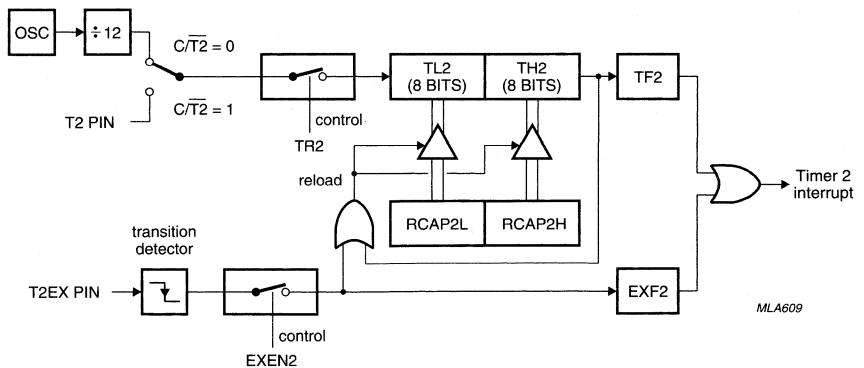 OSC
÷ 12
C/T2̅ = 0
C/T2̅ = 1
T2 PIN
control
TR2
TL2
(8 BITS)
TH2
(8 BITS)
TF2
reload
RCAP2L
RCAP2H
Timer 2
interrupt
transition
detector
T2EX PIN
control
EXEN2
EXF2
MLA609